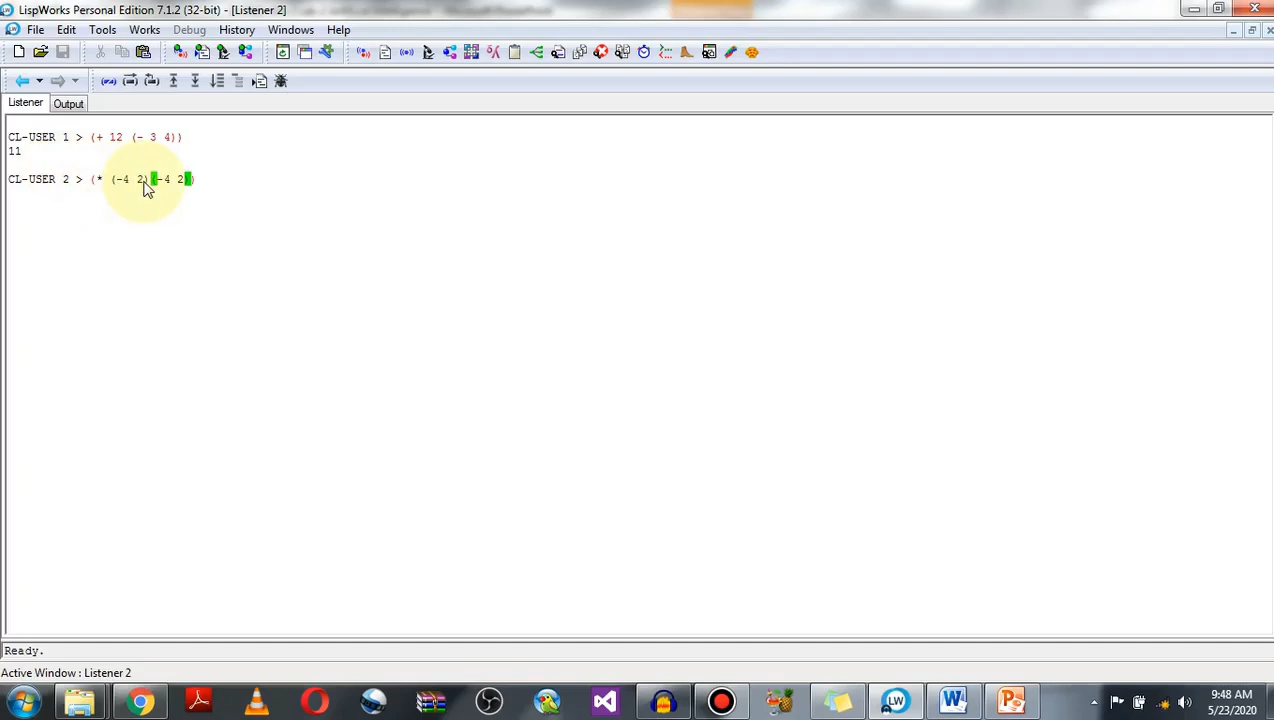 LispWorks Personal Edition 7.1.2 (32-bit) - [Listener 2]
File Edit Tools Works Debug History Windows Help
Listener Output
CL-USER 1 > (+ 12 (- 3 4))
11
CL-USER 2 > (* (-4 2)(-4 2))
Ready.
Active Window : Listener 2
9:48 AM
5/23/2020